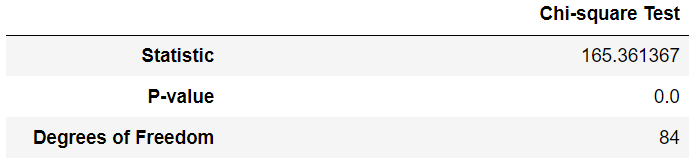 Chi-square Test
Statistic 165.361367
P-value 0.0
Degrees of Freedom 84